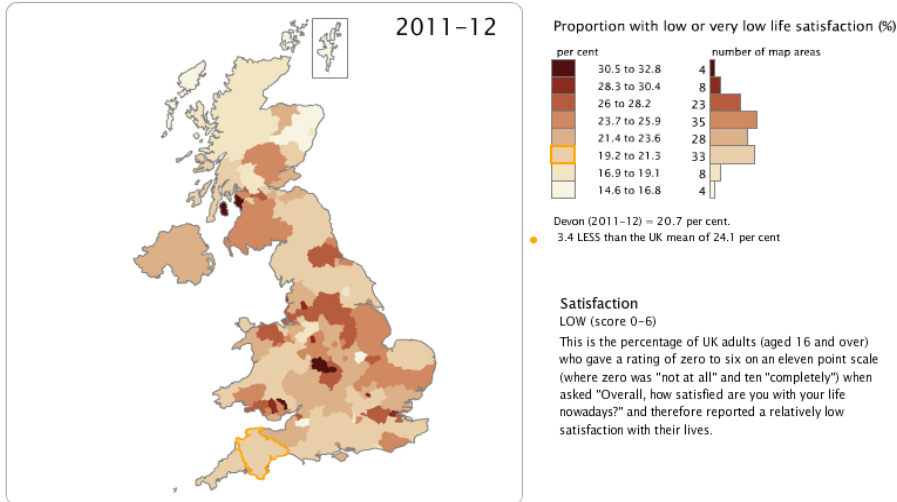 2011-12
Proportion with low or very low life satisfaction (%)
per cent number of map areas
30.5 to 32.8 4
28.3 to 30.4 8
26 to 28.2 23
23.7 to 25.9 35
21.4 to 23.6 28
19.2 to 21.3 33
16.9 to 19.1 8
14.6 to 16.8 4
Devon (2011-12) = 20.7 per cent.
3.4 LESS than the UK mean of 24.1 per cent
Satisfaction
LOW (score 0-6)
This is the percentage of UK adults (aged 16 and over)
who gave a rating of zero to six on an eleven point scale
(where zero was "not at all" and ten "completely") when
asked "Overall, how satisfied are you with your life
nowadays?" and therefore reported a relatively low
satisfaction with their lives.